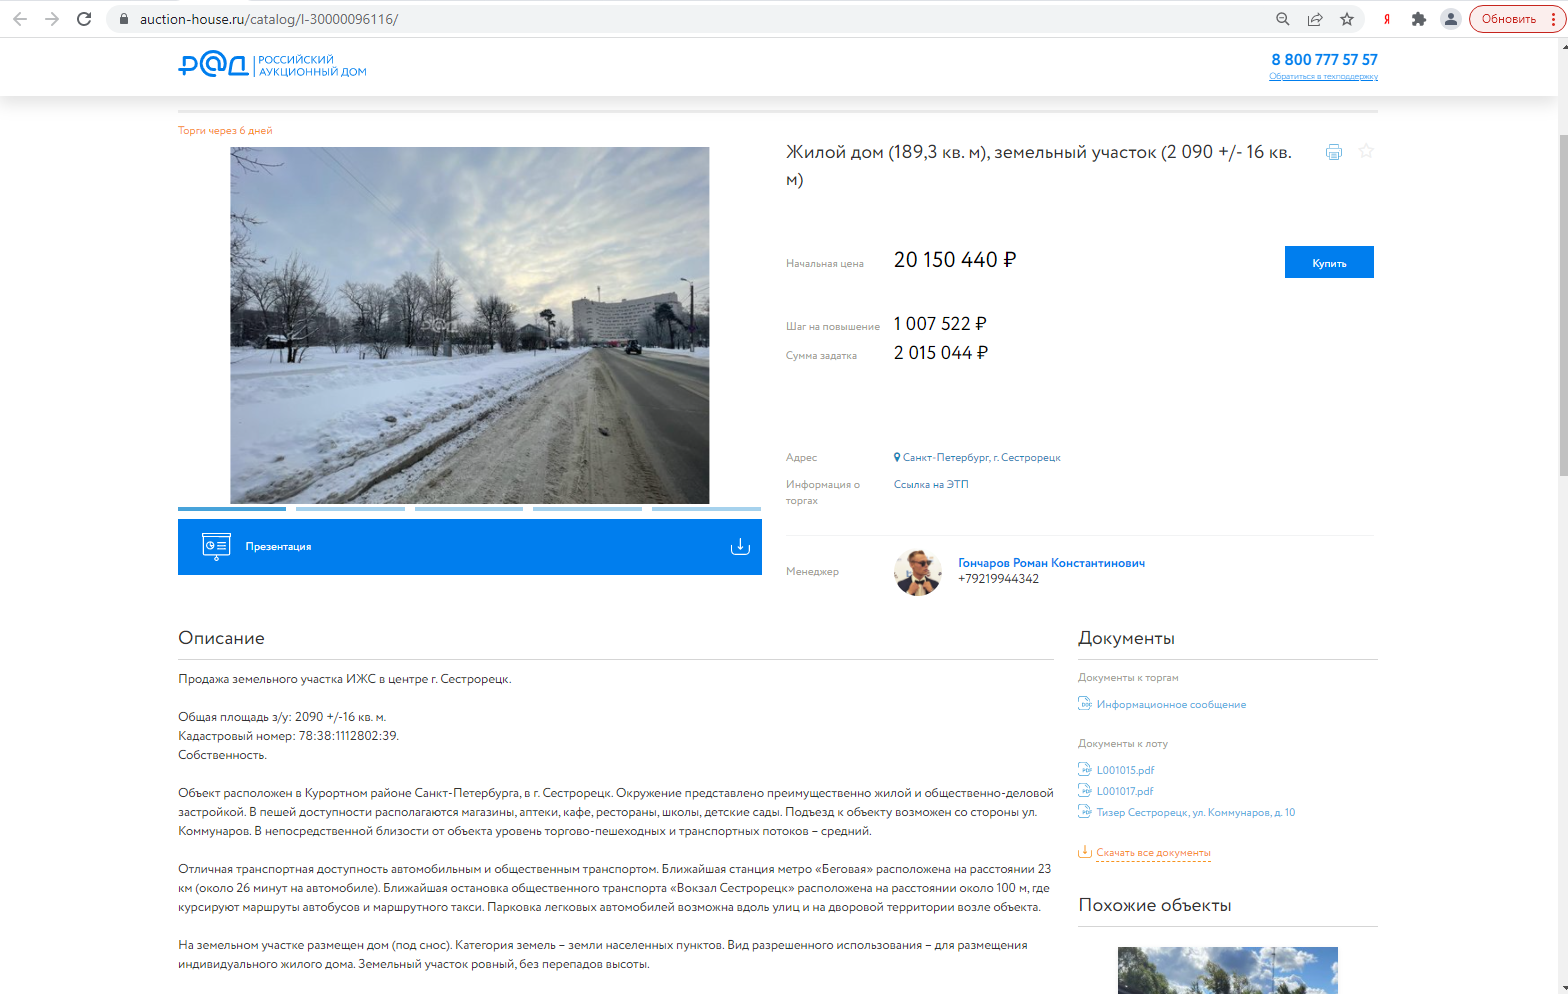 auction-house.ru/catalog/l-30000096116/
Я
Обновить
РОССИЙСКИЙ
АУКЦИОННЫЙ ДОМ
8 800 777 57 57
Обратиться в техподдержку
Торги через 6 дней
Жилой дом (189,3 кв. м), земельный участок (2 090 +/- 16 кв.
м)
Начальная цена
20 150 440 ₽
Купить
Шаг на повышение
1 007 522 ₽
Сумма задатка
2 015 044 ₽
Адрес
Санкт-Петербург, г. Сестрорецк
Информация о
торгах
Ссылка на ЭТП
Презентация
Менеджер
Гончаров Роман Константинович
+79219944342
Описание
Продажа земельного участка ИЖС в центре г. Сестрорецк.
Общая площадь з/у: 2090 +/-16 кв. м.
Кадастровый номер: 78:38:1112802:39.
Собственность.
Объект расположен в Курортном районе Санкт-Петербурга, в г. Сестрорецк. Окружение представлено преимущественно жилой и общественно-деловой
застройкой. В пешей доступности располагаются магазины, аптеки, кафе, рестораны, школы, детские сады. Подъезд к объекту возможен со стороны ул.
Коммунаров. В непосредственной близости от объекта уровень торгово-пешеходных и транспортных потоков – средний.
Отличная транспортная доступность автомобильным и общественным транспортом. Ближайшая станция метро «Беговая» расположена на расстоянии 23
км (около 26 минут на автомобиле). Ближайшая остановка общественного транспорта «Вокзал Сестрорецк» расположена на расстоянии около 100 м, где
курсируют маршруты автобусов и маршрутного такси. Парковка легковых автомобилей возможна вдоль улиц и на дворовой территории возле объекта.
На земельном участке размещен дом (под снос). Категория земель – земли населенных пунктов. Вид разрешенного использования – для размещения
индивидуального жилого дома. Земельный участок ровный, без перепадов высоты.
Документы
Документы к торгам
Информационное сообщение
Документы к лоту
L001015.pdf
L001017.pdf
Тизер Сестрорецк, ул. Коммунаров, д. 10
Скачать все документы
Похожие объекты